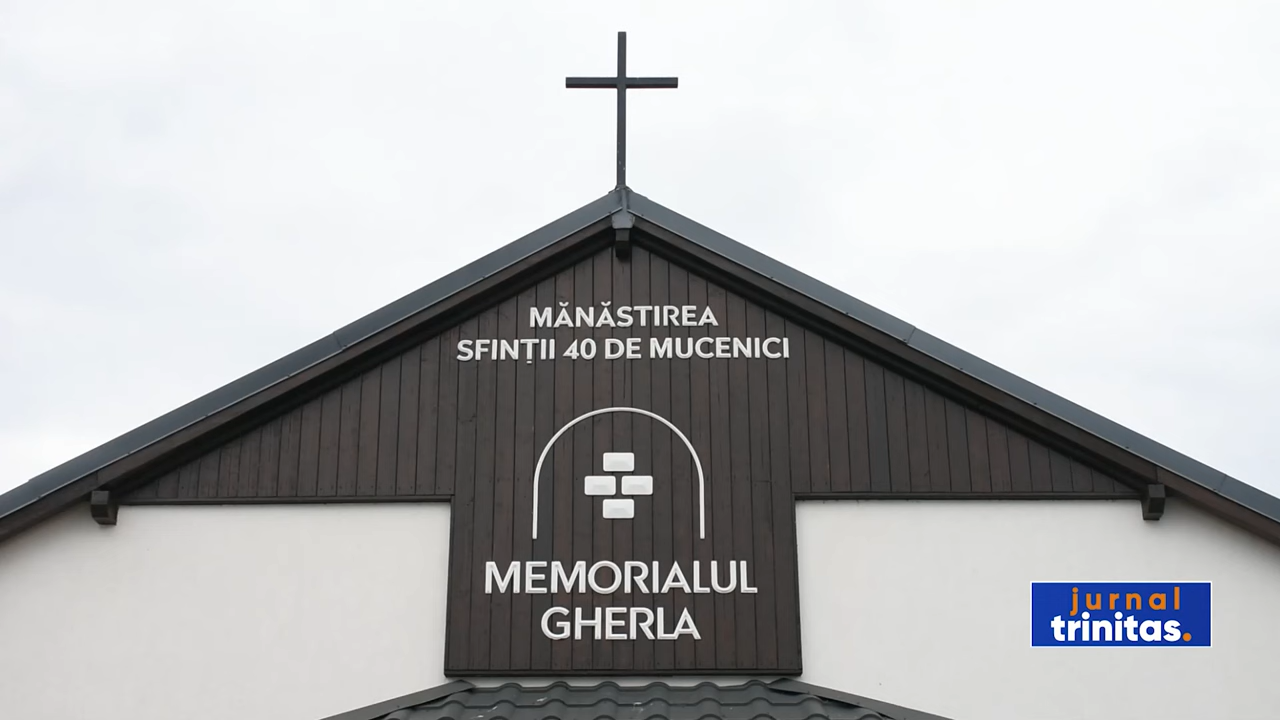 MĂNĂSTIREA
SFINȚII 40 DE MUCENICI
MEMORIALUL
GHERLA
jurnal
trinitas.